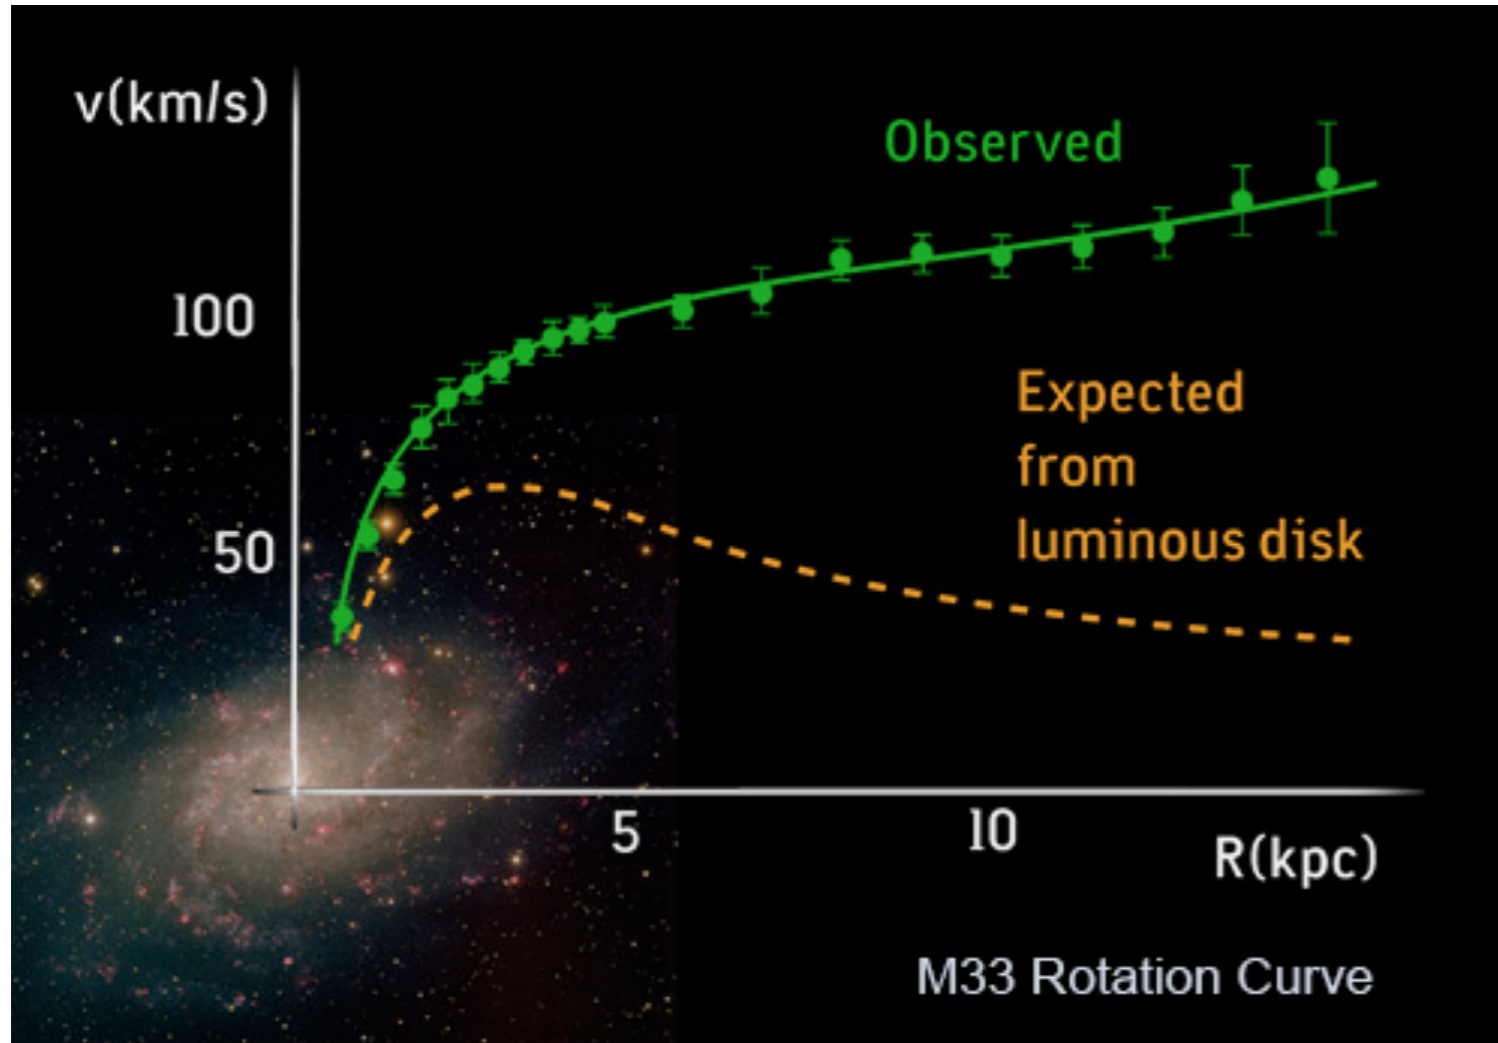 v(km/s)
Observed
100
Expected
from
luminous disk
50
5
10
R(kpc)
M33 Rotation Curve